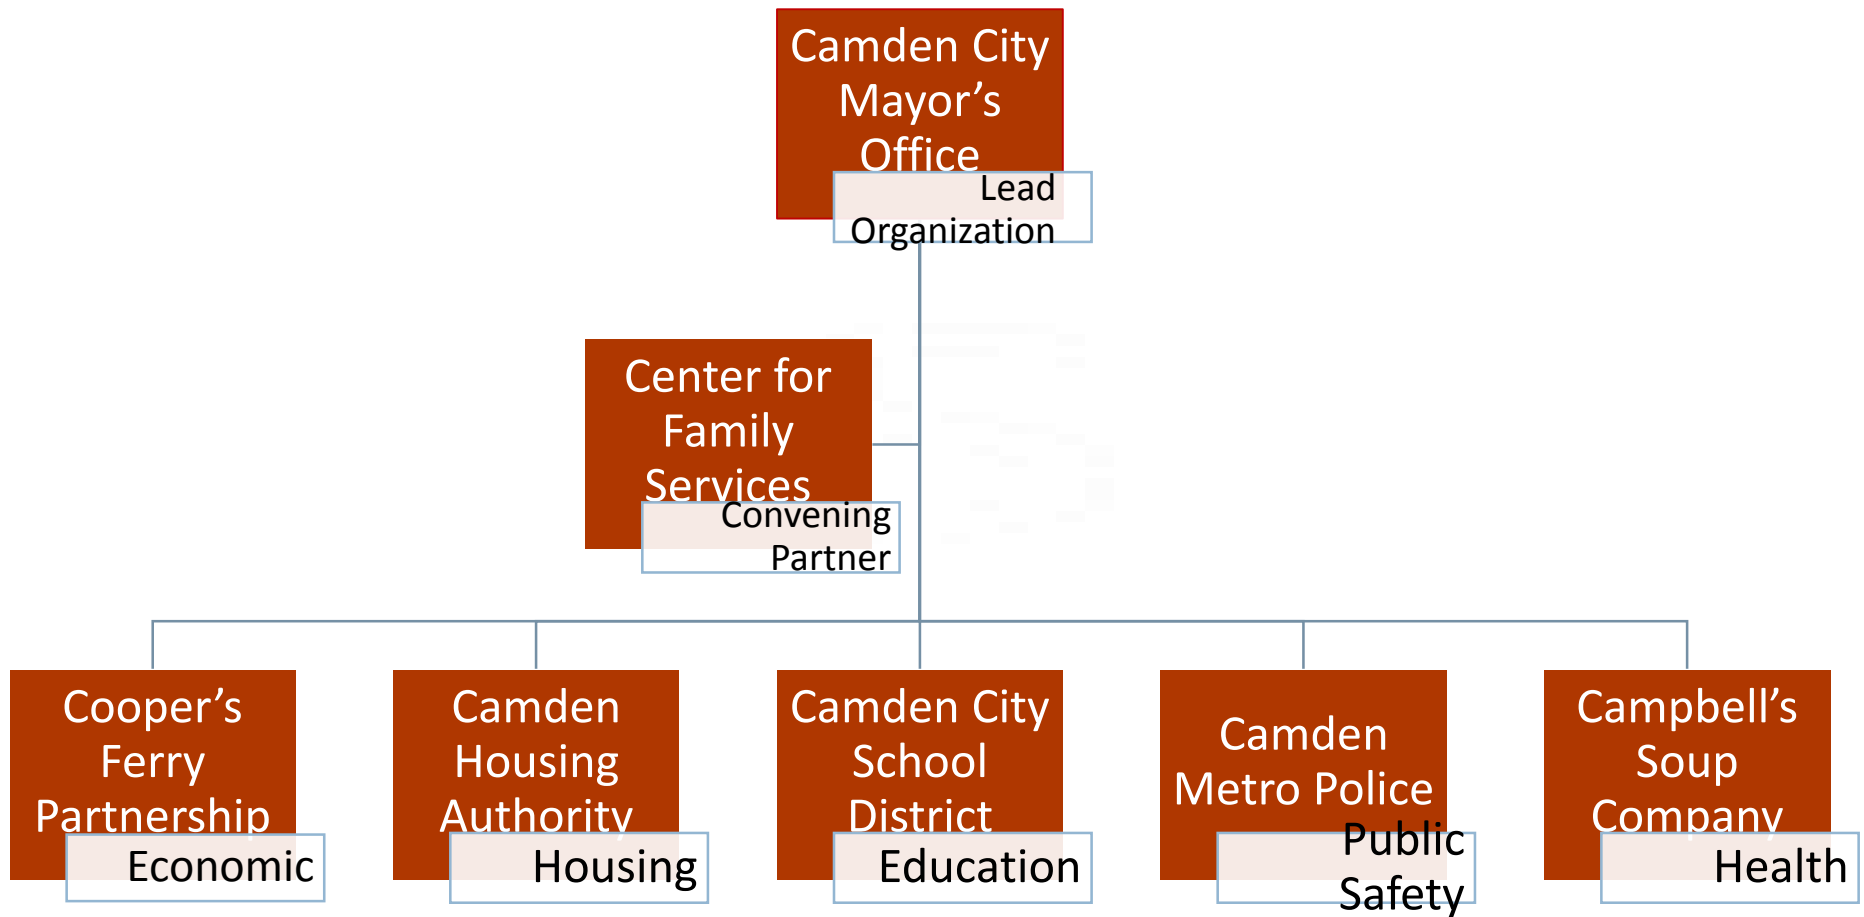 Camden City
Mayor’s
Office
Lead
Organization
Center for
Family
Services
Convening
Partner
Cooper’s
Ferry
Partnership
Economic
Camden
Housing
Authority
Housing
Camden City
School
District
Education
Camden
Metro Police
Public
Safety
Campbell’s
Soup
Company
Health